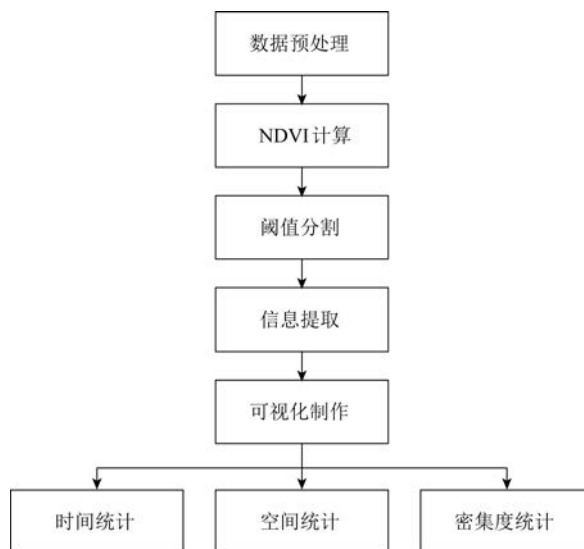 数据预处理
NDVI计算
阈值分割
信息提取
可视化制作
时间统计
空间统计
密集度统计